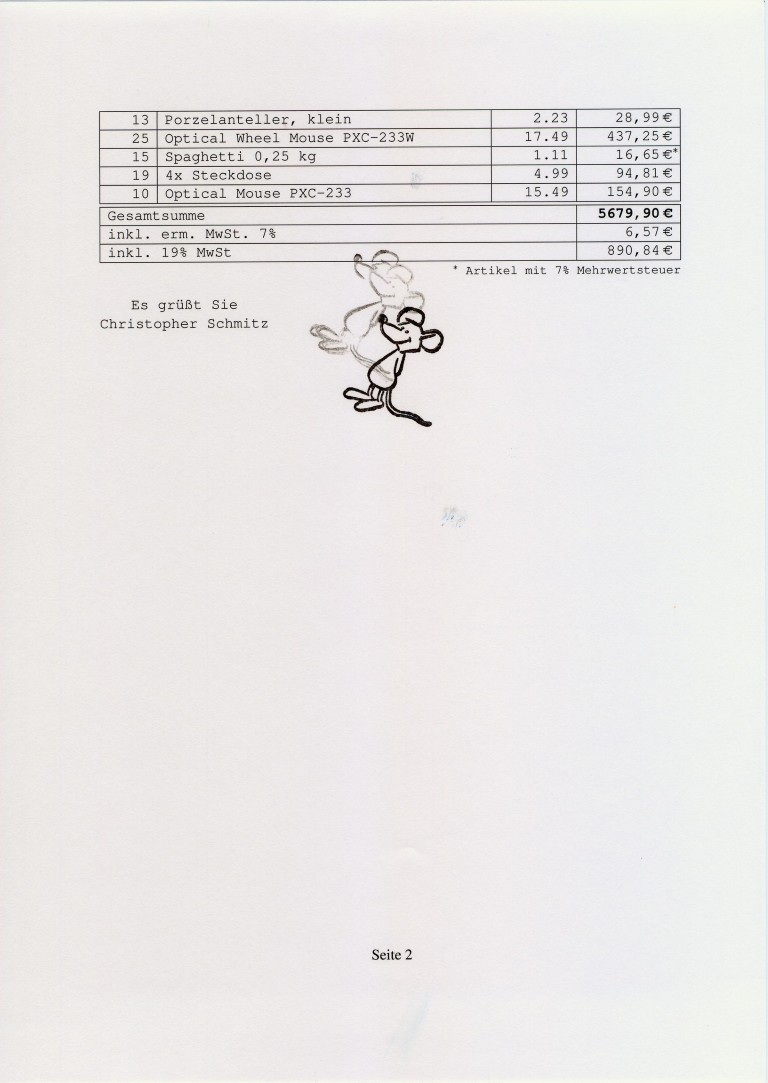 13 Porzelanteller, klein 2.23 28,99€
25 Optical Wheel Mouse PXC-233W 17.49 437,25€
15 Spaghetti 0,25 kg 1.11 16,65€*
19 4x Steckdose 4.99 94,81€
10 Optical Mouse PXC-233 15.49 154,90€
Gesamtsumme 5679,90€
inkl. erm. MwSt. 7% 6,57€
inkl. 19% MwSt 890,84€
* Artikel mit 7% Mehrwertsteuer
Es grüßt Sie
Christopher Schmitz
Seite 2